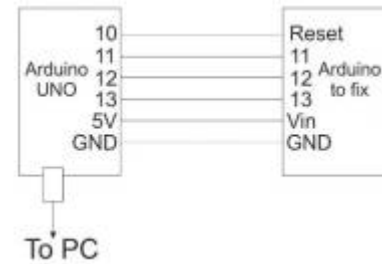 10 Reset
11 11
Arduino UNO
12 12
Arduino to fix
13 13
5V Vin
GND GND
To PC